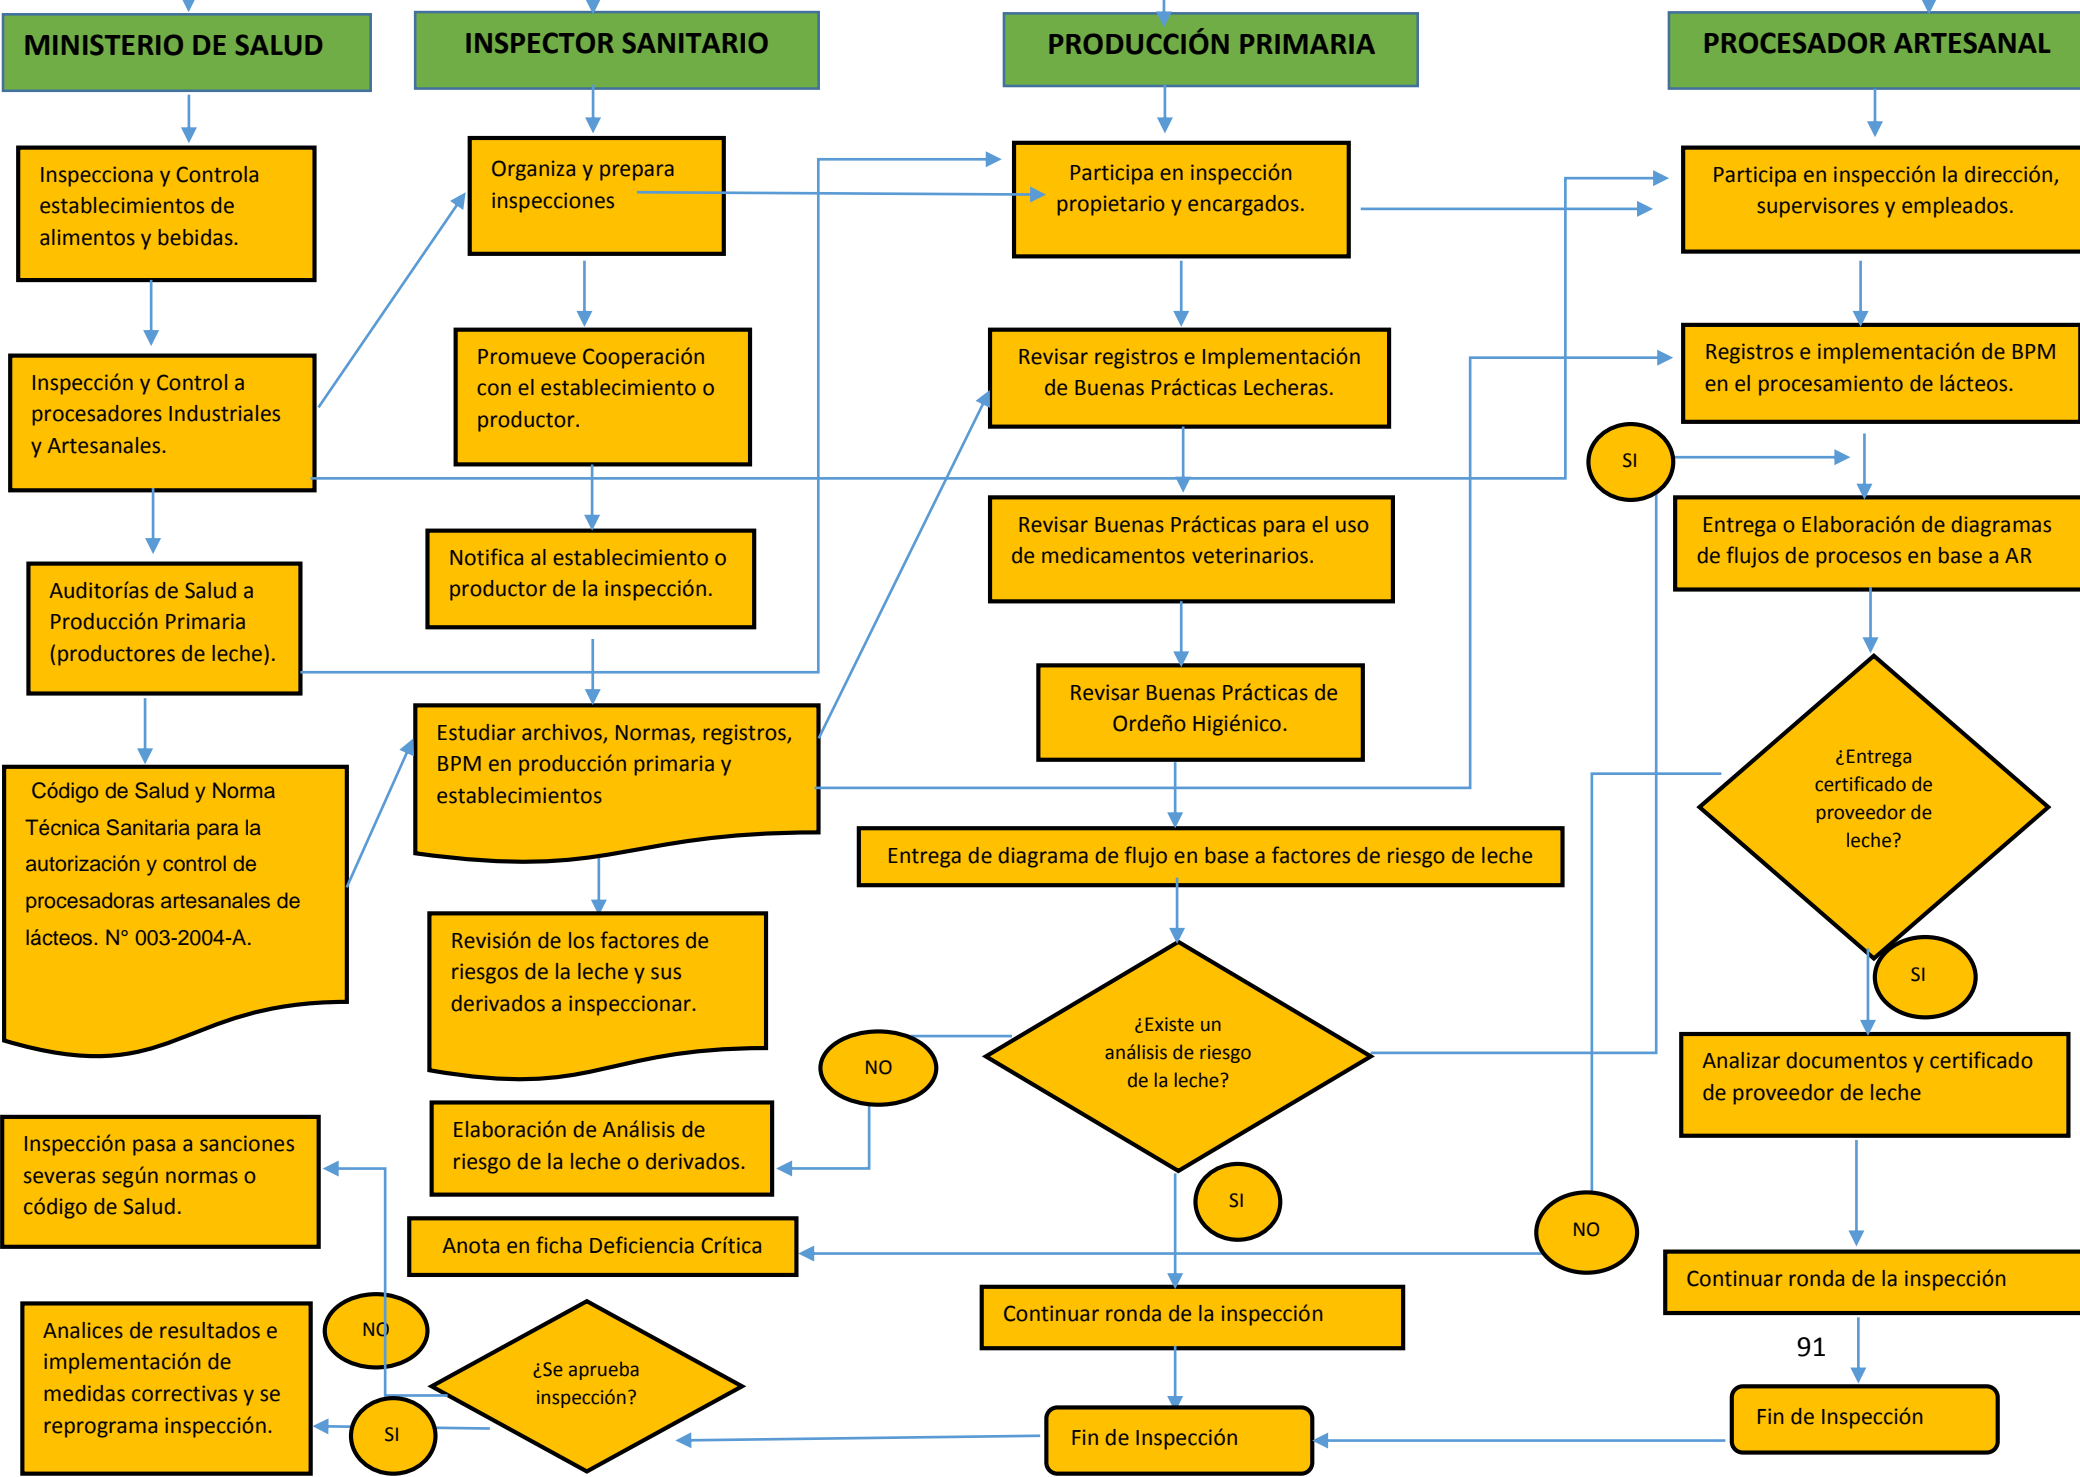 MINISTERIO DE SALUD
INSPECTOR SANITARIO
PRODUCCIÓN PRIMARIA
PROCESADOR ARTESANAL
Inspecciona y Controla
establecimientos de
alimentos y bebidas.
Organiza y prepara
inspecciones
Participa en inspección
propietario y encargados.
Participa en inspección la dirección,
supervisores y empleados.
Inspección y Control a
procesadores Industriales
y Artesanales.
Promueve Cooperación
con el establecimiento o
productor.
Revisar registros e Implementación
de Buenas Prácticas Lecheras.
Registros e implementación de BPM
en el procesamiento de lácteos.
SI
Auditorías de Salud a
Producción Primaria
(productores de leche).
Notifica al establecimiento o
productor de la inspección.
Revisar Buenas Prácticas para el uso
de medicamentos veterinarios.
Entrega o Elaboración de diagramas
de flujos de procesos en base a AR
Revisar Buenas Prácticas de
Ordeño Higiénico.
Código de Salud y Norma
Técnica Sanitaria para la
autorización y control de
procesadoras artesanales de
lácteos. N° 003-2004-A.
Estudiar archivos, Normas, registros,
BPM en producción primaria y
establecimientos
¿Entrega
certificado de
proveedor de
leche?
Entrega de diagrama de flujo en base a factores de riesgo de leche
Revisión de los factores de
riesgos de la leche y sus
derivados a inspeccionar.
SI
¿Existe un
análisis de riesgo
de la leche?
NO
Analizar documentos y certificado
de proveedor de leche
Inspección pasa a sanciones
severas según normas o
código de Salud.
Elaboración de Análisis de
riesgo de la leche o derivados.
SI
NO
Anota en ficha Deficiencia Crítica
Continuar ronda de la inspección
Continuar ronda de la inspección
Analices de resultados e
implementación de
medidas correctivas y se
reprograma inspección.
NO
¿Se aprueba
inspección?
91
SI
Fin de Inspección
Fin de Inspección